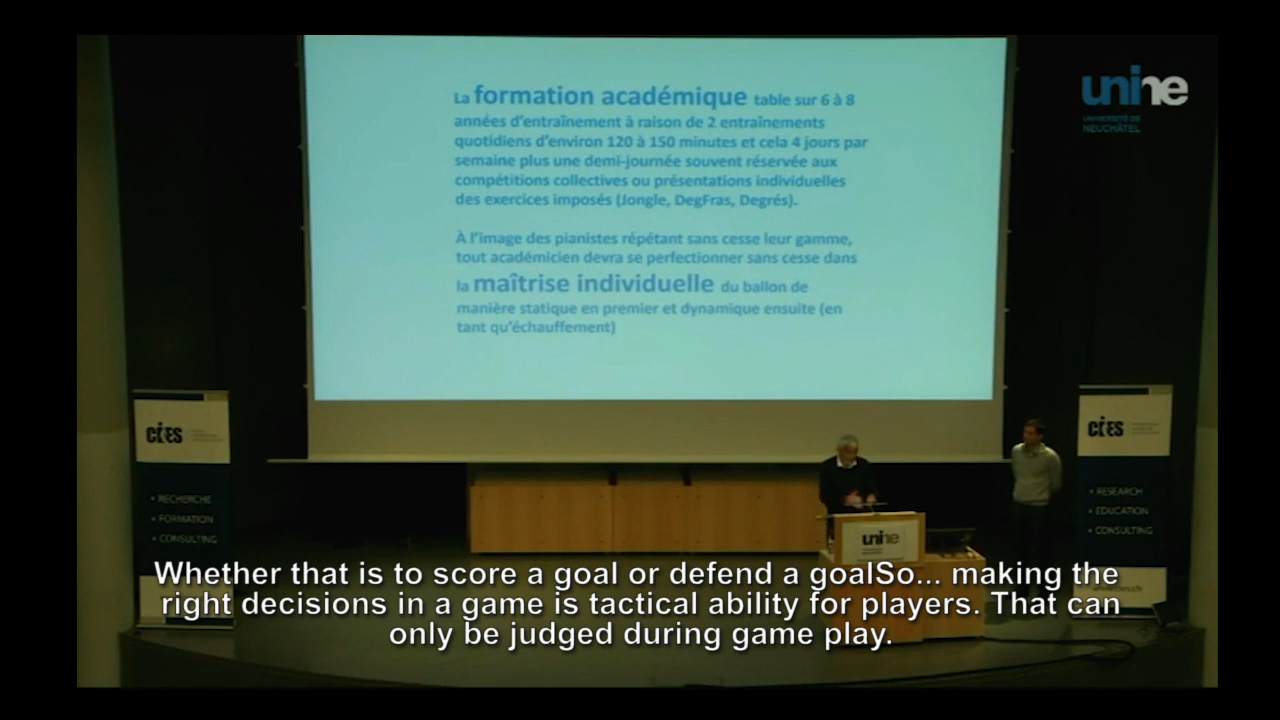 La formation académique table sur 6 à 8
années d'entraînement à raison de 2 entraînements
quotidiens d'environ 120 à 150 minutes et cela 4 jours par
semaine plus une demi-journée souvent réservée aux
compétitions collectives ou présentations individuelles
des exercices imposés (Jongle, DegFras, Degrés).
À l'image des pianistes répétant sans cesse leur gamme,
tout académicien devra se perfectionner sans cesse dans
la maîtrise individuelle du ballon de
manière statique en premier et dynamique ensuite (en
tant qu'échauffement)
unine
UNIVERSITÉ DE
NEUCHÂTEL
CIES
• RECHERCHE
• FORMATION
• CONSULTING
CIES
• RESEARCH
• EDUCATION
• CONSULTING
unine
Whether that is to score a goal or defend a goalSo... making the
right decisions in a game is tactical ability for players. That can
only be judged during game play.